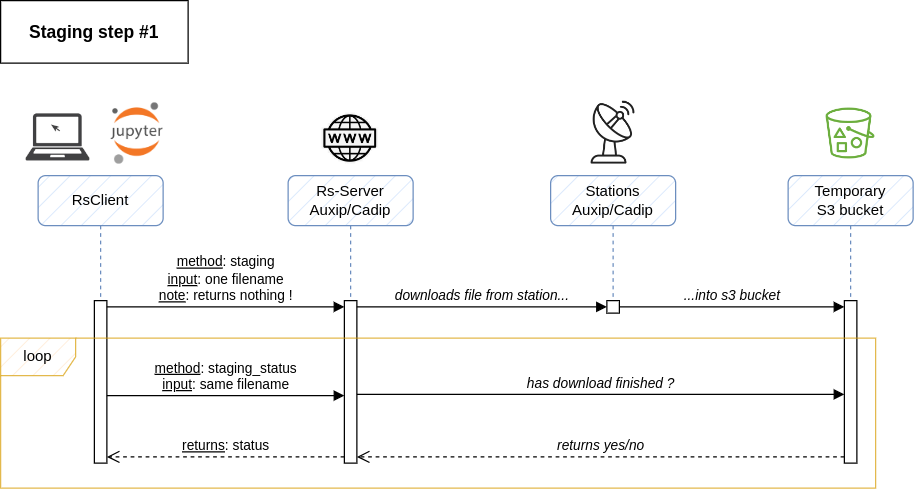 Staging step #1
Jupyter
WWW
RsClient
Rs-Server
Auxip/Cadip
Stations
Auxip/Cadip
Temporary
S3 bucket
method: staging
input: one filename
note: returns nothing !
downloads file from station...
...into s3 bucket
loop
method: staging_status
input: same filename
has download finished ?
returns: status
returns yes/no